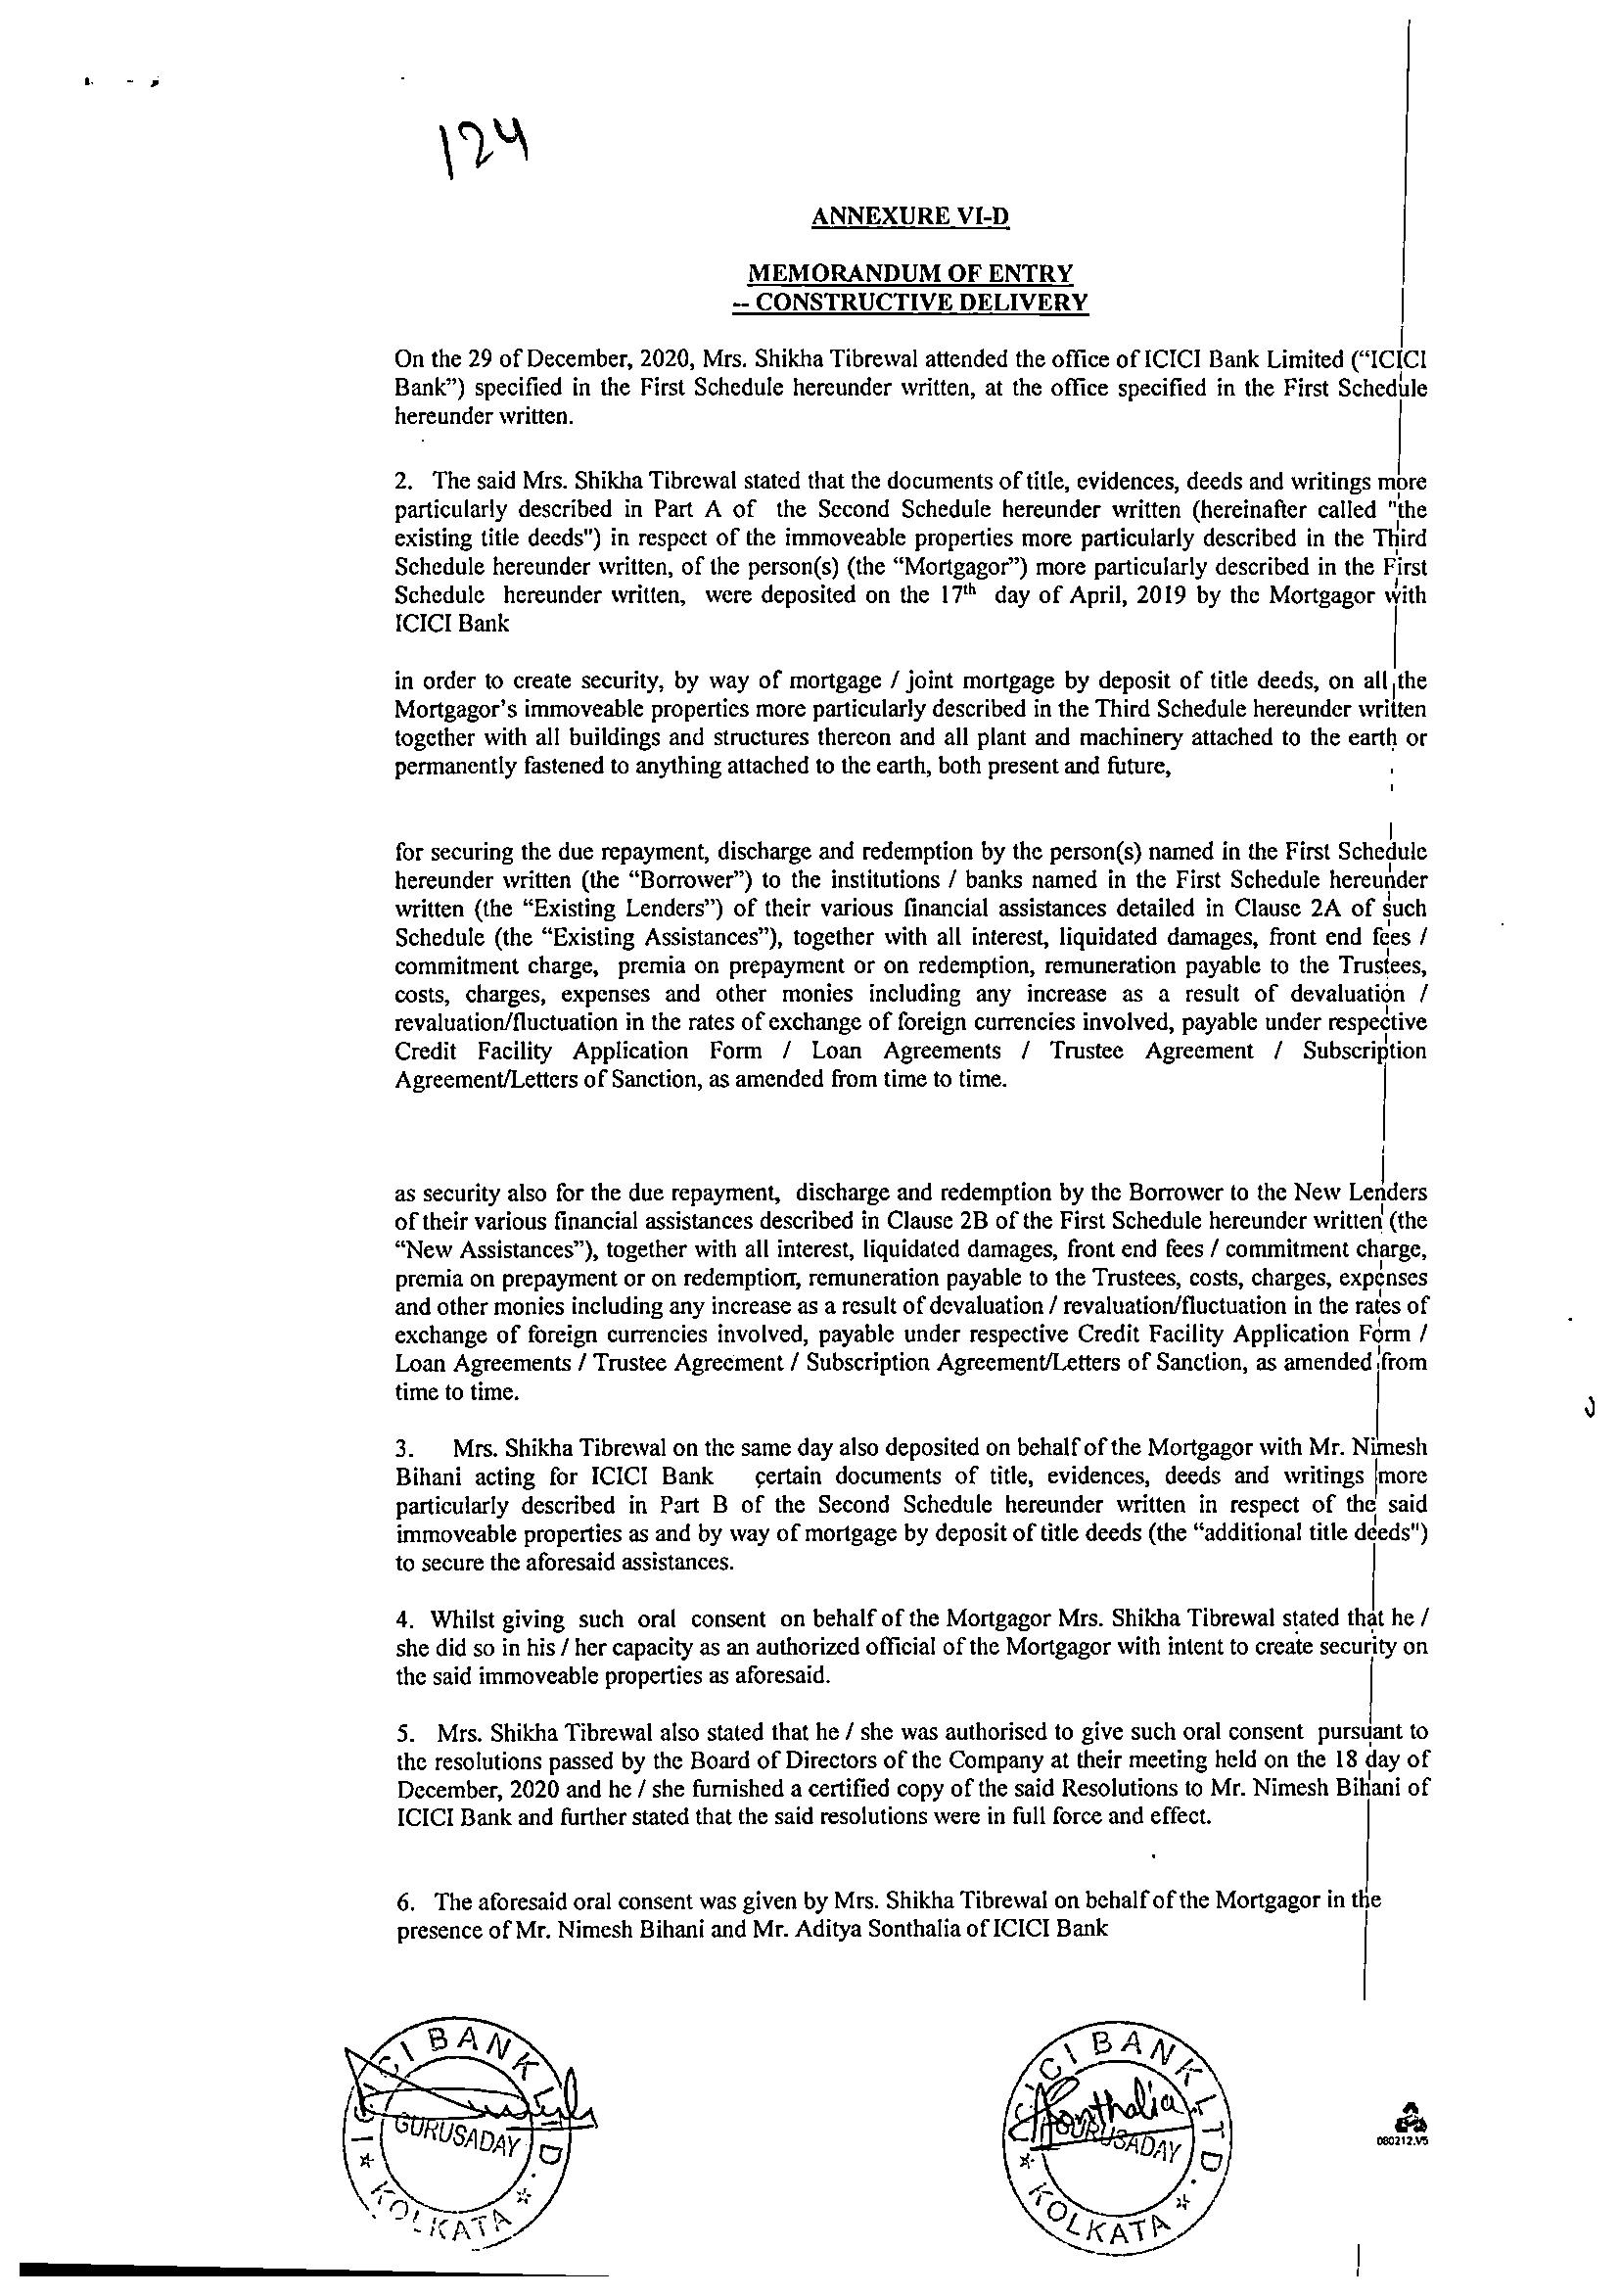 124
ANNEXURE VI-D
MEMORANDUM OF ENTRY
-- CONSTRUCTIVE DELIVERY
On the 29 of December, 2020, Mrs. Shikha Tibrewal attended the office of ICICI Bank Limited (“ICICI
Bank”) specified in the First Schedule hereunder written, at the office specified in the First Schedule
hereunder written.
2. The said Mrs. Shikha Tibrewal stated that the documents of title, evidences, deeds and writings more
particularly described in Part A of the Second Schedule hereunder written (hereinafter called "the
existing title deeds") in respect of the immoveable properties more particularly described in the Third
Schedule hereunder written, of the person(s) (the “Mortgagor”) more particularly described in the First
Schedule hereunder written, were deposited on the 17th day of April, 2019 by the Mortgagor with
ICICI Bank
in order to create security, by way of mortgage / joint mortgage by deposit of title deeds, on all the
Mortgagor’s immoveable properties more particularly described in the Third Schedule hereunder written
together with all buildings and structures thereon and all plant and machinery attached to the earth or
permanently fastened to anything attached to the earth, both present and future,
for securing the due repayment, discharge and redemption by the person(s) named in the First Schedule
hereunder written (the “Borrower”) to the institutions / banks named in the First Schedule hereunder
written (the “Existing Lenders”) of their various financial assistances detailed in Clause 2A of such
Schedule (the “Existing Assistances”), together with all interest, liquidated damages, front end fees /
commitment charge, premia on prepayment or on redemption, remuneration payable to the Trustees,
costs, charges, expenses and other monies including any increase as a result of devaluation /
revaluation/fluctuation in the rates of exchange of foreign currencies involved, payable under respective
Credit Facility Application Form / Loan Agreements / Trustee Agreement / Subscription
Agreement/Letters of Sanction, as amended from time to time.
as security also for the due repayment, discharge and redemption by the Borrower to the New Lenders
of their various financial assistances described in Clause 2B of the First Schedule hereunder written (the
“New Assistances”), together with all interest, liquidated damages, front end fees / commitment charge,
premia on prepayment or on redemption, remuneration payable to the Trustees, costs, charges, expenses
and other monies including any increase as a result of devaluation / revaluation/fluctuation in the rates of
exchange of foreign currencies involved, payable under respective Credit Facility Application Form /
Loan Agreements / Trustee Agreement / Subscription Agreement/Letters of Sanction, as amended from
time to time.
3. Mrs. Shikha Tibrewal on the same day also deposited on behalf of the Mortgagor with Mr. Nimesh
Bihani acting for ICICI Bank certain documents of title, evidences, deeds and writings more
particularly described in Part B of the Second Schedule hereunder written in respect of the said
immoveable properties as and by way of mortgage by deposit of title deeds (the “additional title deeds")
to secure the aforesaid assistances.
4. Whilst giving such oral consent on behalf of the Mortgagor Mrs. Shikha Tibrewal stated that he /
she did so in his / her capacity as an authorized official of the Mortgagor with intent to create security on
the said immoveable properties as aforesaid.
5. Mrs. Shikha Tibrewal also stated that he / she was authorised to give such oral consent pursuant to
the resolutions passed by the Board of Directors of the Company at their meeting held on the 18 day of
December, 2020 and he / she furnished a certified copy of the said Resolutions to Mr. Nimesh Bihani of
ICICI Bank and further stated that the said resolutions were in full force and effect.
6. The aforesaid oral consent was given by Mrs. Shikha Tibrewal on behalf of the Mortgagor in the
presence of Mr. Nimesh Bihani and Mr. Aditya Sonthalia of ICICI Bank
ICICI BANK LTD.
GURUSADAY
KOLKATA
ICICI BANK LTD.
Sonthalia
GURUSADAY
KOLKATA
080212.V5